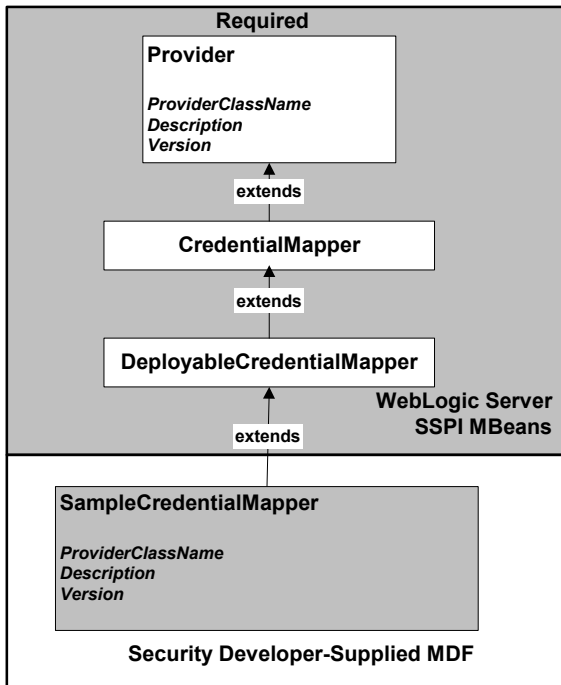 Required
Provider
ProviderClassName
Description
Version
extends
CredentialMapper
extends
DeployableCredentialMapper
WebLogic Server
SSPI MBeans
extends
SampleCredentialMapper
ProviderClassName
Description
Version
Security Developer-Supplied MDF